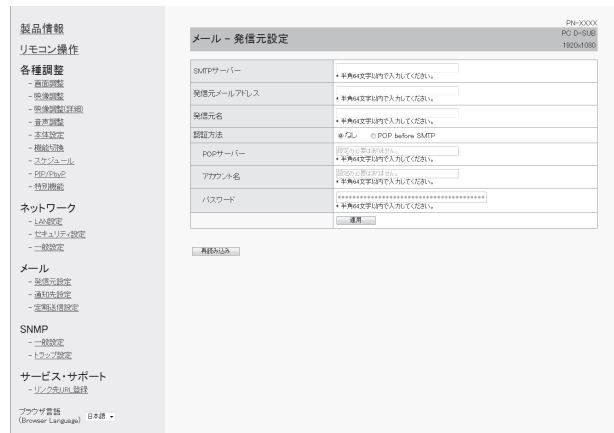 製品情報
リモコン操作
各種調整
- 画面調整
- 映像調整
- 映像調整(詳細)
- 音声調整
- 本体設定
- 機能切換
- スケジュール
- PIP/PbyP
- 特別機能
ネットワーク
- LAN設定
- セキュリティ設定
- 一般設定
メール
- 発信元設定
- 通知先設定
- 定期送信設定
SNMP
- 一般設定
- トラップ設定
サービス・サポート
- リンク先URL登録
ブラウザ言語
(Browser Language) 日本語
PN-XXXX
メール - 発信元設定
PC D-SUB
1920x1080
SMTPサーバー
* 半角64文字以内で入力してください。
発信元メールアドレス
* 半角64文字以内で入力してください。
発信元名
* 半角64文字以内で入力してください。
認証方法
なし POP before SMTP
POPサーバー
設定の必要はありません。
* 半角64文字以内で入力してください。
アカウント名
設定の必要はありません。
* 半角64文字以内で入力してください。
パスワード
* 半角64文字以内で入力してください。
適用
再読み込み